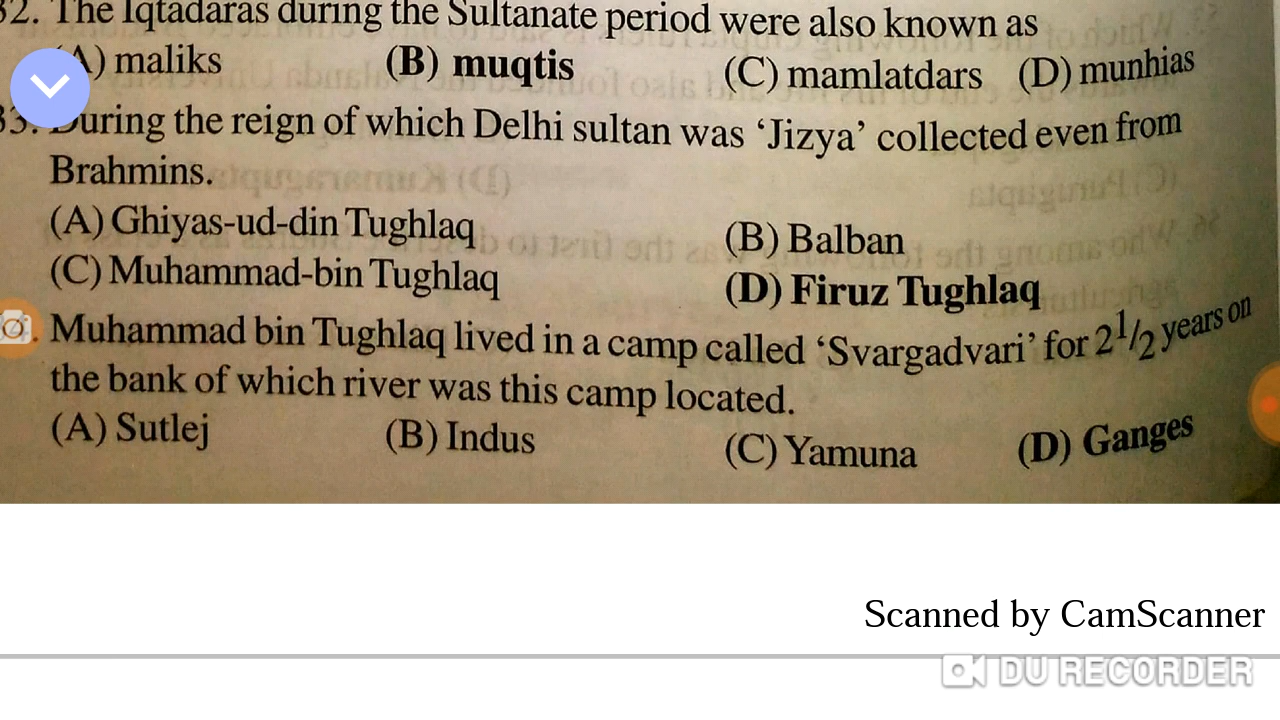 32. The Iqtadaras during the Sultanate period were also known as
(A) maliks (B) muqtis (C) mamlatdars (D) munhias
33. During the reign of which Delhi sultan was ‘Jizya’ collected even from
Brahmins.
(A) Ghiyas-ud-din Tughlaq (B) Balban
(C) Muhammad-bin Tughlaq (D) Firuz Tughlaq
. Muhammad bin Tughlaq lived in a camp called ‘Svargadvari’ for 2 1/2 years on
the bank of which river was this camp located.
(A) Sutlej (B) Indus (C) Yamuna (D) Ganges
Scanned by CamScanner
DU RECORDER